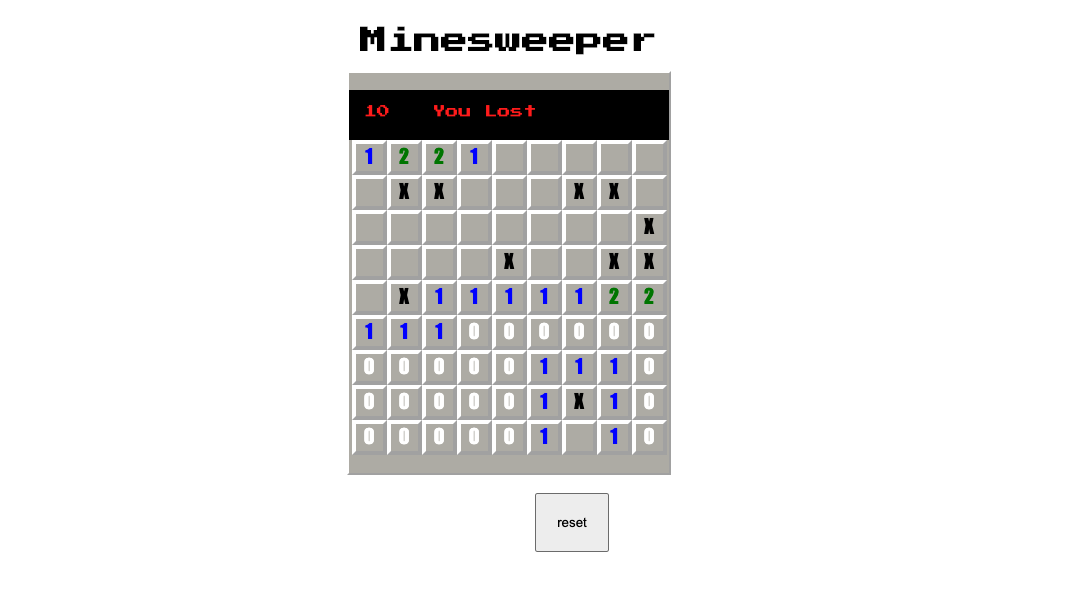 Minesweeper
10 You Lost
1 2 2 1
X X X X
X
X X X
X 1 1 1 1 1 2 2
1 1 1 0 0 0 0 0 0
0 0 0 0 0 1 1 1 0
0 0 0 0 0 1 X 1 0
0 0 0 0 0 1 1 0
reset